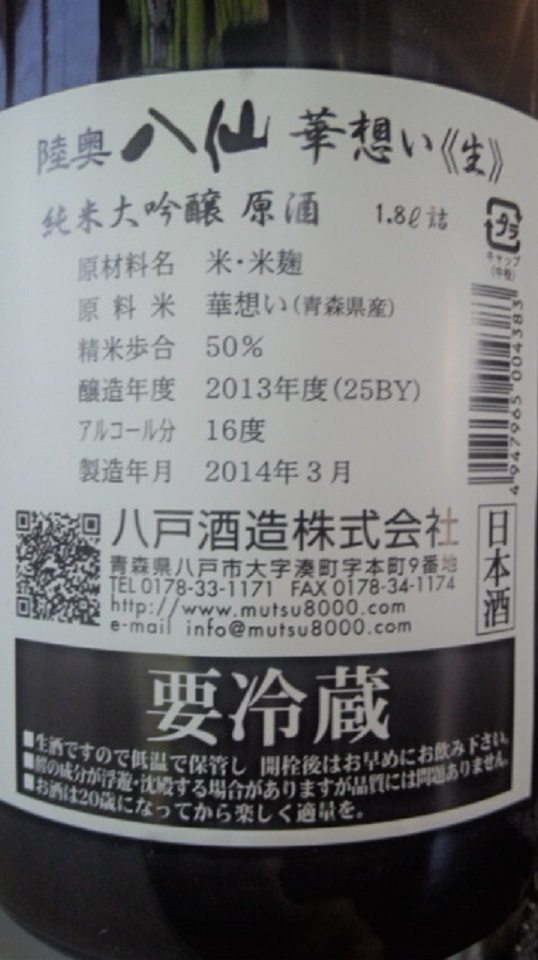 陸奥八仙 華想い《生》
純米大吟醸 原酒 1.8ℓ詰
プラ
キャップ
(中栓)
原材料名 米・米麹
原料米 華想い(青森県産)
精米歩合 50%
醸造年度 2013年度(25BY)
アルコール分 16度
製造年月 2014年3月
4947965004383
八戸酒造株式会社
青森県八戸市大字湊町字本町9番地
TEL 0178-33-1171 FAX 0178-34-1174
http://www.mutsu8000.com
e-mail info@mutsu8000.com
日本酒
要冷蔵
■生酒ですので低温で保管し 開栓後はお早めにお飲み下さい。
■醪の成分が浮遊・沈殿する場合がありますが品質には問題ありません。
■お酒は20歳になってから楽しく適量を。